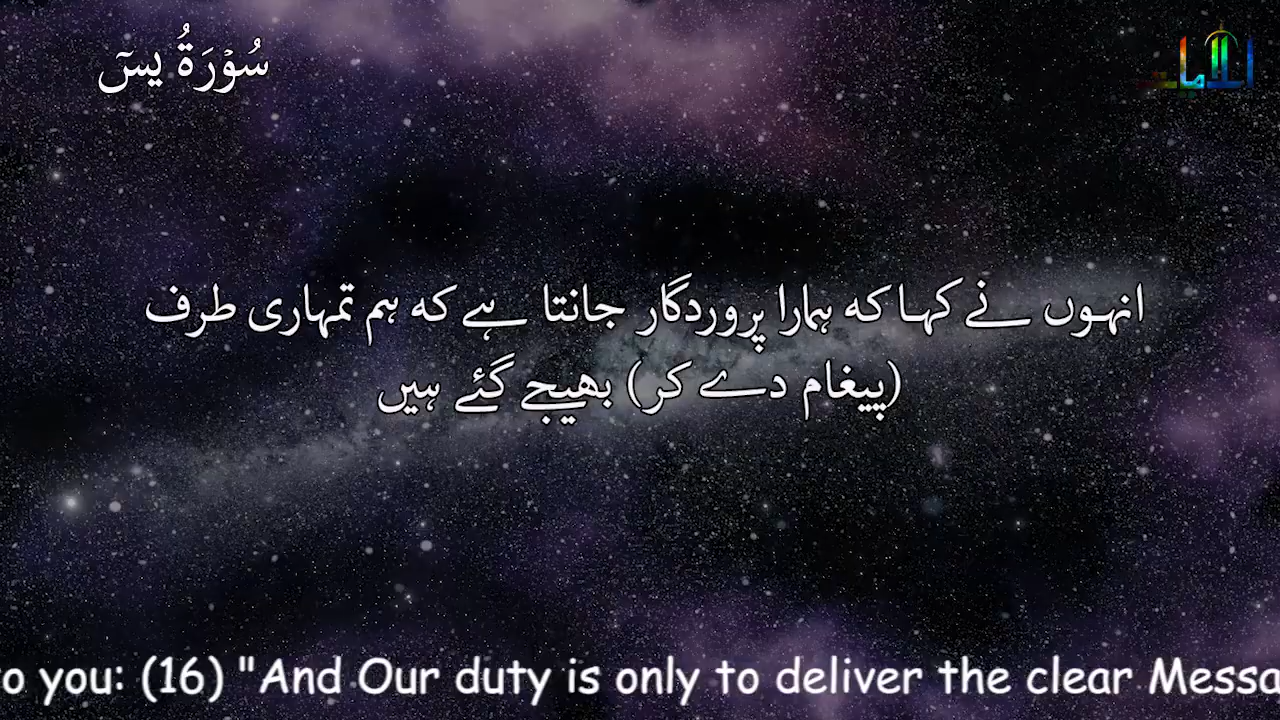 سُوْرَةُ يٰسٓ
انہوں نے کہا کہ ہمارا پروردگار جانتا ہے کہ ہم تمہاری طرف
(پیغام دے کر) بھیجے گئے ہیں
o you: (16) "And Our duty is only to deliver the clear Messa